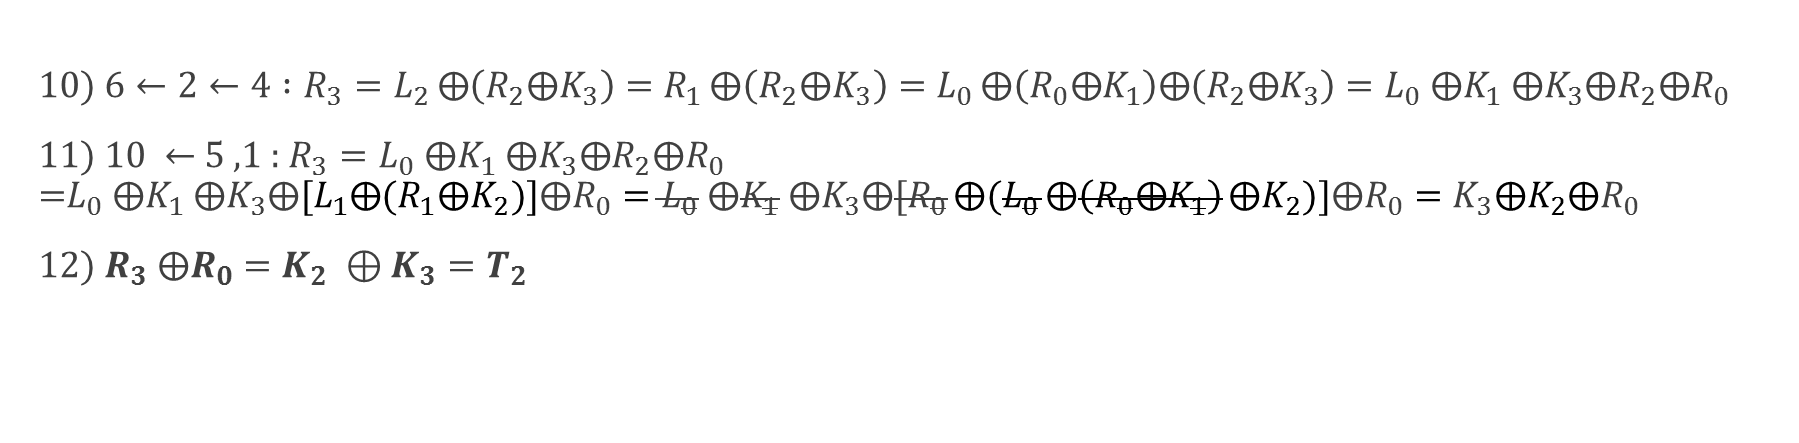 10) 6 ← 2 ← 4 : R₃ = L₂ ⊕(R₂⊕K₃) = R₁ ⊕(R₂⊕K₃) = L₀ ⊕(R₀⊕K₁)⊕(R₂⊕K₃) = L₀ ⊕K₁ ⊕K₃⊕R₂⊕R₀
11) 10 ← 5 ,1 : R₃ = L₀ ⊕K₁ ⊕K₃⊕R₂⊕R₀
=L₀ ⊕K₁ ⊕K₃⊕[L₁⊕(R₁⊕K₂)]⊕R₀ = L₀ ⊕K₁ ⊕K₃⊕[R₀ ⊕(L₀ ⊕(R₀⊕K₁) ⊕K₂)]⊕R₀ = K₃⊕K₂⊕R₀
12) R₃ ⊕R₀ = K₂ ⊕ K₃ = T₂